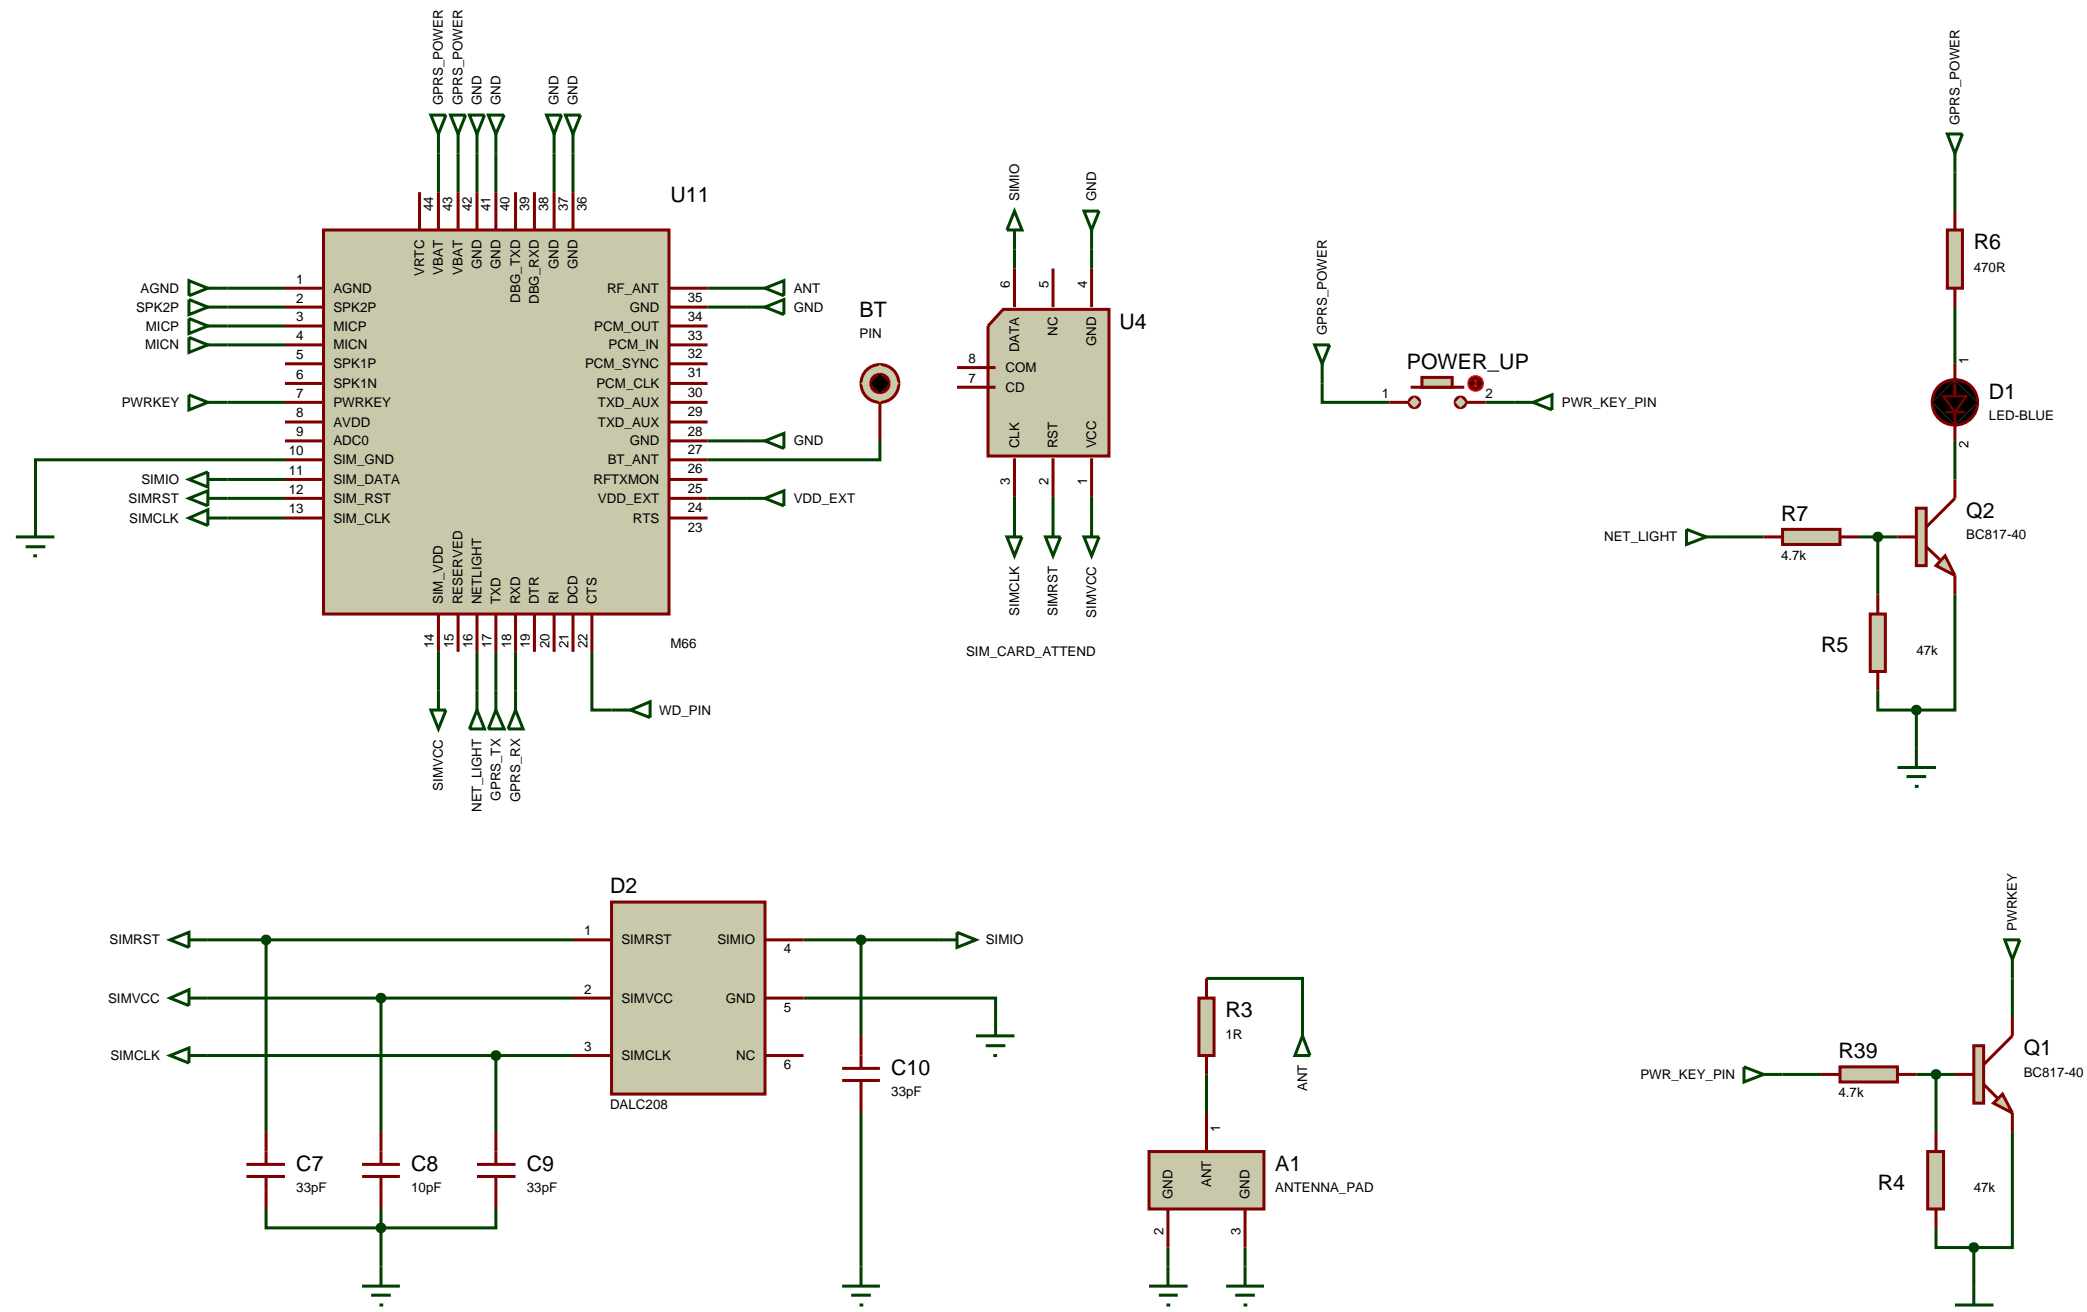 GPRS_POWER
GPRS_POWER
GND
GND
GND
GND
44
43
42
41
40
39
38
37
36
U11
VRTC
VBAT
VBAT
GND
GND
DBG_TXD
DBG_RXD
GND
GND
AGND 1 AGND
SPK2P 2 SPK2P
MICP 3 MICP
MICN 4 MICN
5 SPK1P
6 SPK1N
PWRKEY 7 PWRKEY
8 AVDD
9 ADC0
10 SIM_GND
SIMIO 11 SIM_DATA
SIMRST 12 SIM_RST
SIMCLK 13 SIM_CLK
RF_ANT 35 ANT
GND 34 GND
PCM_OUT 33
PCM_IN 32
PCM_SYNC 31
PCM_CLK 30
TXD_AUX 29
TXD_AUX 28
GND 27 GND
BT_ANT 26
RFTXMON 25
VDD_EXT 24 VDD_EXT
RTS 23
SIM_VDD
RESERVED
NETLIGHT
TXD
RXD
DTR
RI
DCD
CTS
14
15
16
17
18
19
20
21
22
M66
SIMVCC
NET_LIGHT
GPRS_TX
GPRS_RX
WD_PIN
BT
PIN
SIMIO
GND
6
5
4
U4
DATA
NC
GND
8 COM
7 CD
CLK
RST
VCC
3
2
1
SIMCLK
SIMRST
SIMVCC
SIM_CARD_ATTEND
GPRS_POWER
POWER_UP
1
2
PWR_KEY_PIN
GPRS_POWER
R6
470R
1
D1
LED-BLUE
2
Q2
BC817-40
NET_LIGHT
R7
4.7k
R5
47k
D2
SIMRST 1 SIMRST
SIMVCC 2 SIMVCC
SIMCLK 3 SIMCLK
SIMIO 4 SIMIO
GND 5
NC 6
DALC208
C10
33pF
C7
33pF
C8
10pF
C9
33pF
R3
1R
ANT
1
A1
ANTENNA_PAD
GND
ANT
GND
2
3
PWRKEY
Q1
BC817-40
PWR_KEY_PIN
R39
4.7k
R4
47k